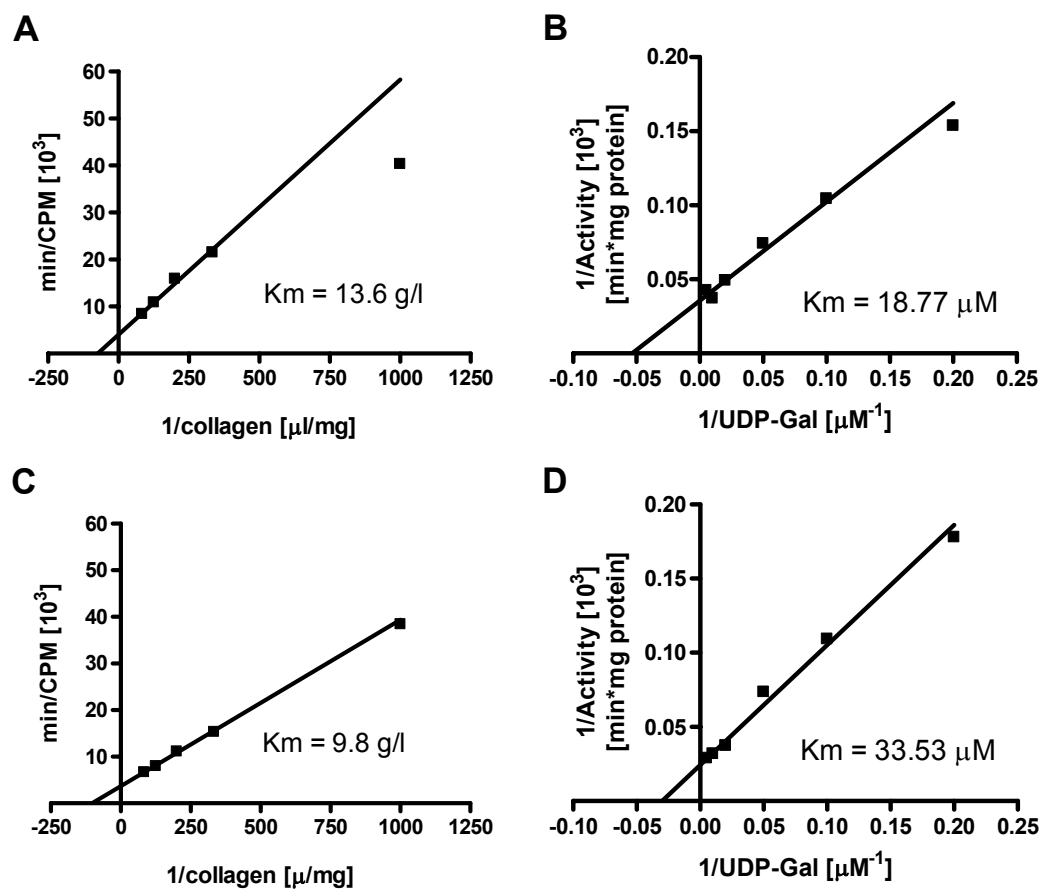 A
min/CPM [10³]
60
50
40
30
20
10
Km = 13.6 g/l
-250 0 250 500 750 1000 1250
1/collagen [μl/mg]
B
1/Activity [10³]
[min*mg protein]
0.20
0.15
0.10
0.05
Km = 18.77 μM
-0.10 -0.05 0.00 0.05 0.10 0.15 0.20 0.25
1/UDP-Gal [μM⁻¹]
C
min/CPM [10³]
60
50
40
30
20
10
Km = 9.8 g/l
-250 0 250 500 750 1000 1250
1/collagen [μ/mg]
D
1/Activity [10³]
[min*mg protein]
0.20
0.15
0.10
0.05
Km = 33.53 μM
-0.10 -0.05 0.00 0.05 0.10 0.15 0.20 0.25
1/UDP-Gal [μM⁻¹]